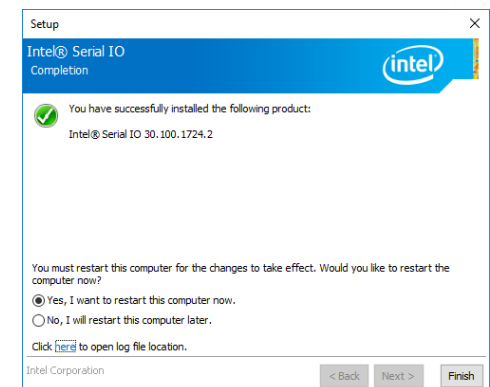 Setup
Intel® Serial IO
Completion
intel
You have successfully installed the following product:
Intel® Serial IO 30.100.1724.2
You must restart this computer for the changes to take effect. Would you like to restart the
computer now?
Yes, I want to restart this computer now.
No, I will restart this computer later.
Click here to open log file location.
Intel Corporation
< Back Next > Finish